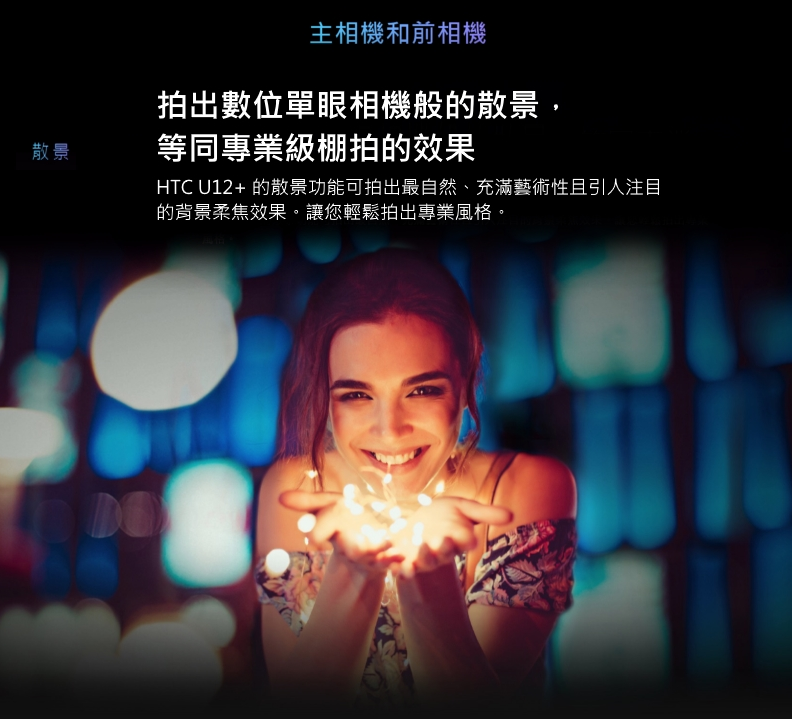 主相機和前相機
散景
拍出數位單眼相機般的散景，
等同專業級棚拍的效果
HTC U12+ 的散景功能可拍出最自然、充滿藝術性且引人注目
的背景柔焦效果。讓您輕鬆拍出專業風格。